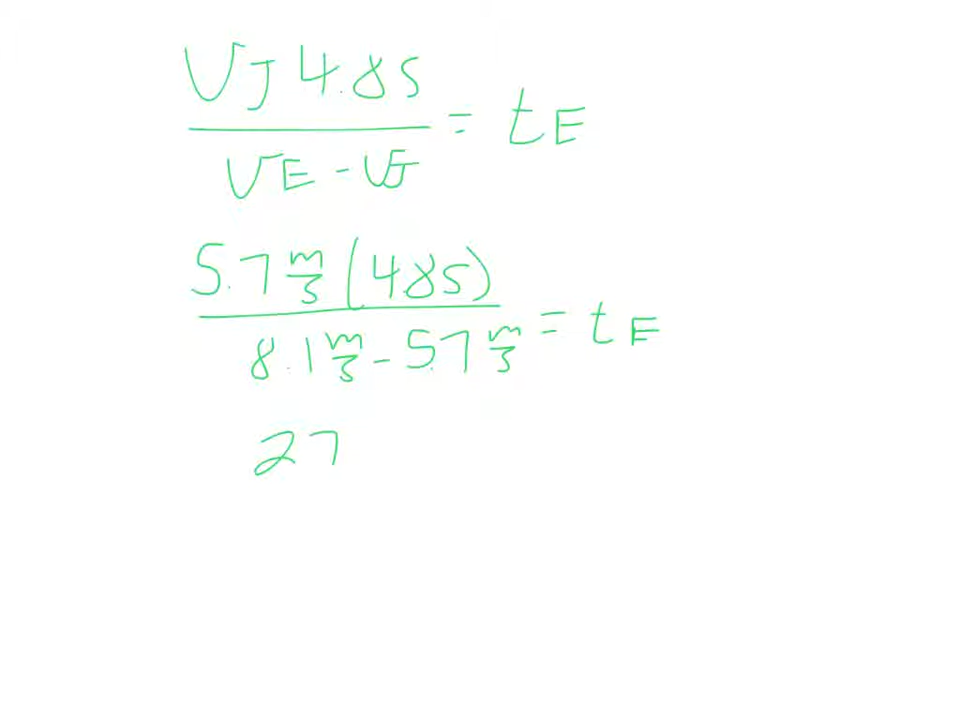 VJ 4.8s
/ VE - VJ = tE
5.7 m/s (4.8s)
/ 8.1 m/s - 5.7 m/s = tE
27